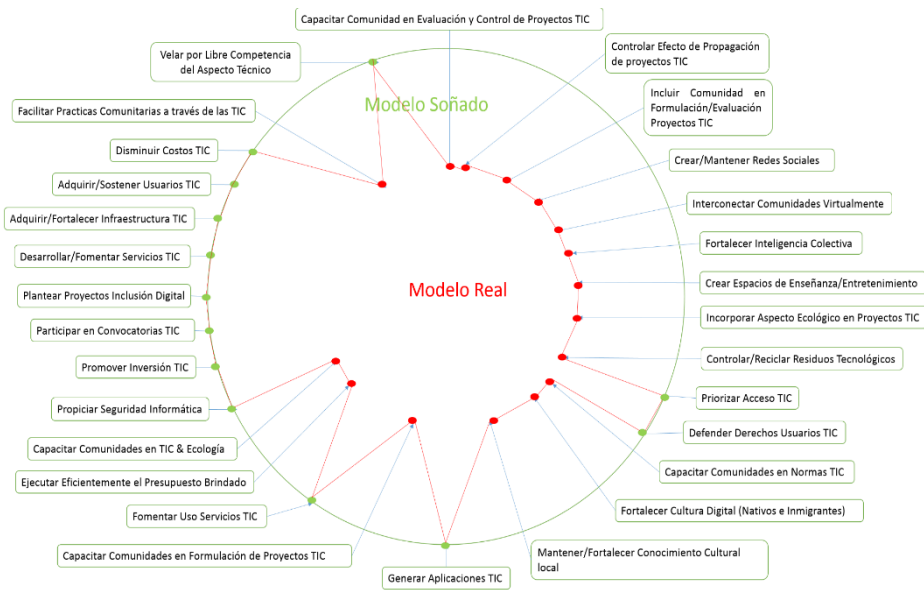 Capacitar Comunidad en Evaluación y Control de Proyectos TIC
Velar por Libre Competencia
del Aspecto Técnico
Controlar Efecto de Propagación
de proyectos TIC
Modelo Soñado
Incluir Comunidad en
Formulación/Evaluación
Proyectos TIC
Facilitar Practicas Comunitarias a través de las TIC
Disminuir Costos TIC
Crear/Mantener Redes Sociales
Adquirir/Sostener Usuarios TIC
Interconectar Comunidades Virtualmente
Adquirir/Fortalecer Infraestructura TIC
Fortalecer Inteligencia Colectiva
Desarrollar/Fomentar Servicios TIC
Crear Espacios de Enseñanza/Entretenimiento
Modelo Real
Plantear Proyectos Inclusión Digital
Incorporar Aspecto Ecológico en Proyectos TIC
Participar en Convocatorias TIC
Controlar/Reciclar Residuos Tecnológicos
Promover Inversión TIC
Priorizar Acceso TIC
Propiciar Seguridad Informática
Defender Derechos Usuarios TIC
Capacitar Comunidades en TIC & Ecología
Capacitar Comunidades en Normas TIC
Ejecutar Eficientemente el Presupuesto Brindado
Fortalecer Cultura Digital (Nativos e Inmigrantes)
Fomentar Uso Servicios TIC
Capacitar Comunidades en Formulación de Proyectos TIC
Mantener/Fortalecer Conocimiento Cultural
local
Generar Aplicaciones TIC